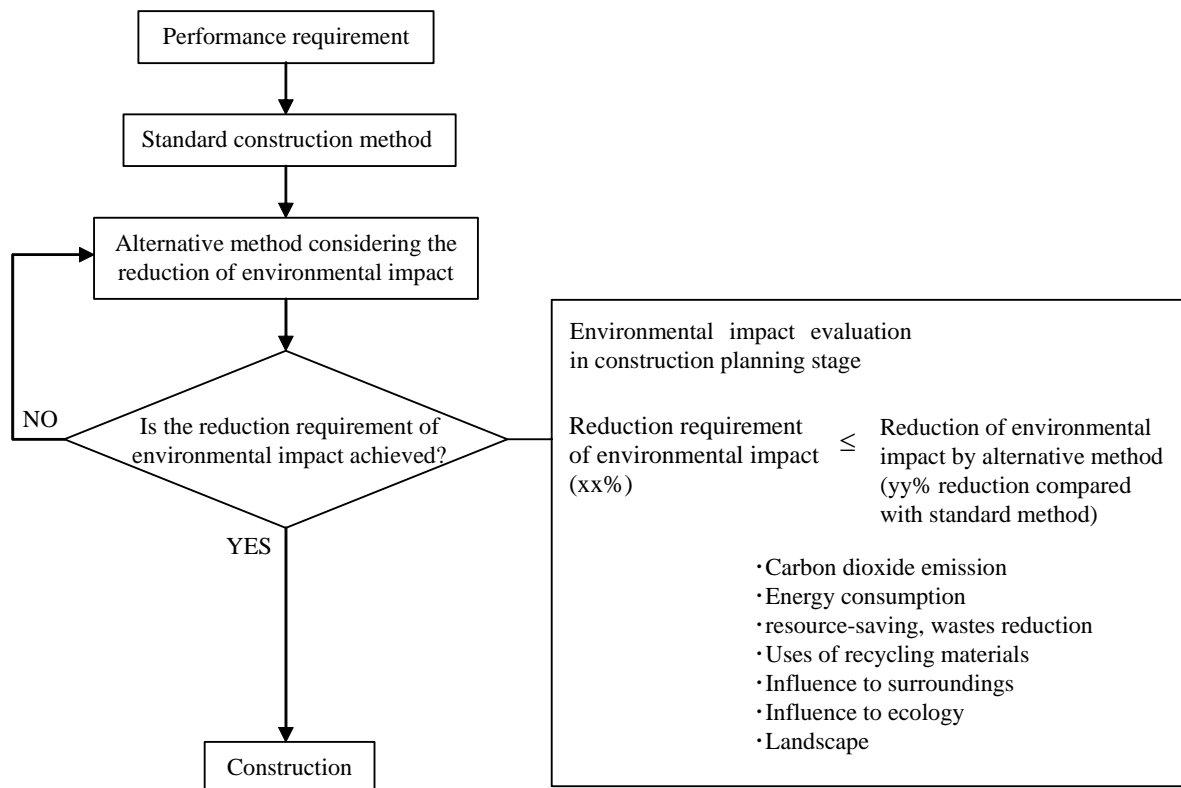 Performance requirement
Standard construction method
Alternative method considering the
reduction of environmental impact
Is the reduction requirement of
environmental impact achieved?
NO
YES
Construction
Environmental impact evaluation
in construction planning stage
Reduction requirement
of environmental impact
(xx%)
≤
Reduction of environmental
impact by alternative method
(yy% reduction compared
with standard method)
・Carbon dioxide emission
・Energy consumption
・resource-saving, wastes reduction
・Uses of recycling materials
・Influence to surroundings
・Influence to ecology
・Landscape